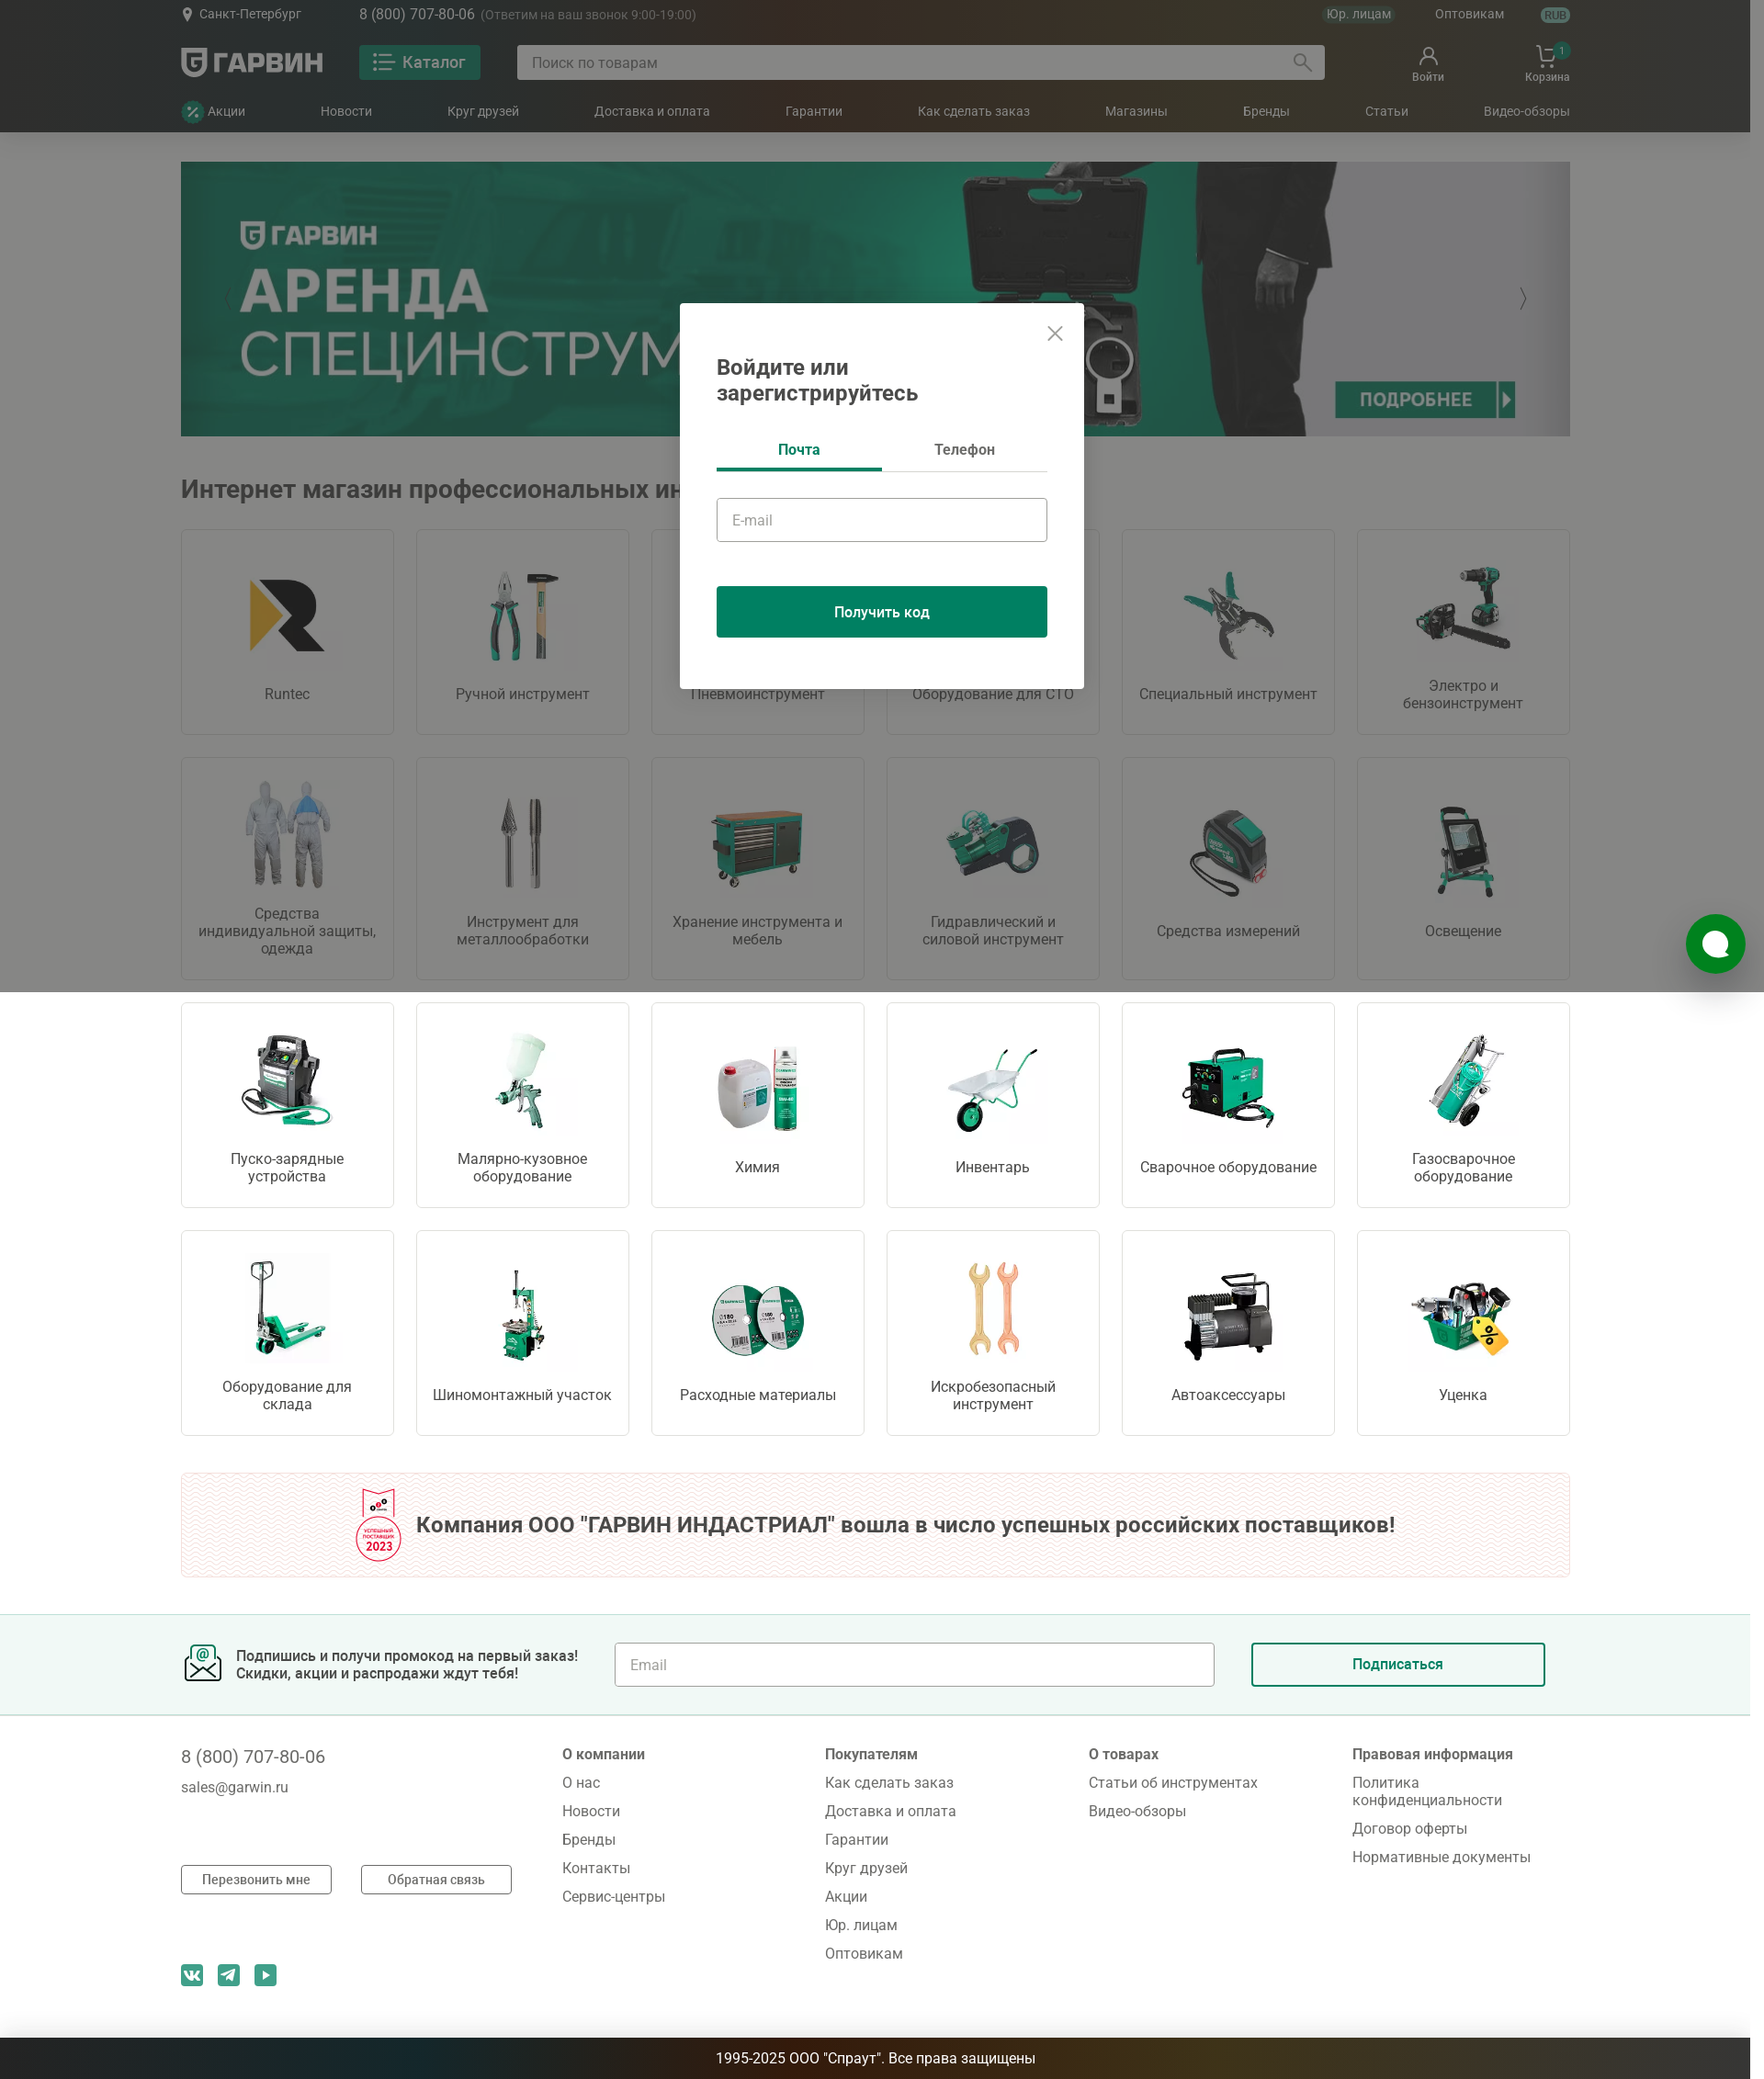 Санкт-Петербург
8 (800) 707-80-06 (Ответим на ваш звонок 9:00-19:00)
Юр. лицам
Оптовикам
RUB
ГАРВИН
Каталог
Поиск по товарам
Войти
1
Корзина
Акции
Новости
Круг друзей
Доставка и оплата
Гарантии
Как сделать заказ
Магазины
Бренды
Статьи
Видео-обзоры
ГАРВИН
АРЕНДА
СПЕЦИНСТРУМ
ПОДРОБНЕЕ
Войдите или
зарегистрируйтесь
Почта
Телефон
E-mail
Получить код
Интернет магазин профессиональных ин
Runtec
Ручной инструмент
Пневмоинструмент
Оборудование для СТО
Специальный инструмент
Электро и
бензоинструмент
Средства
индивидуальной защиты,
одежда
Инструмент для
металлообработки
Хранение инструмента и
мебель
Гидравлический и
силовой инструмент
Средства измерений
Освещение
Пуско-зарядные
устройства
Малярно-кузовное
оборудование
Химия
Инвентарь
Сварочное оборудование
Газосварочное
оборудование
Оборудование для
склада
Шиномонтажный участок
Расходные материалы
Искробезопасный
инструмент
Автоаксессуары
Уценка
УСПЕШНЫЙ
ПОСТАВЩИК
2023
Компания ООО "ГАРВИН ИНДАСТРИАЛ" вошла в число успешных российских поставщиков!
Подпишись и получи промокод на первый заказ!
Скидки, акции и распродажи ждут тебя!
Email
Подписаться
8 (800) 707-80-06
sales@garwin.ru
Перезвонить мне
Обратная связь
О компании
О нас
Новости
Бренды
Контакты
Сервис-центры
Покупателям
Как сделать заказ
Доставка и оплата
Гарантии
Круг друзей
Акции
Юр. лицам
Оптовикам
О товарах
Статьи об инструментах
Видео-обзоры
Правовая информация
Политика
конфиденциальности
Договор оферты
Нормативные документы
1995-2025 ООО "Спраут". Все права защищены